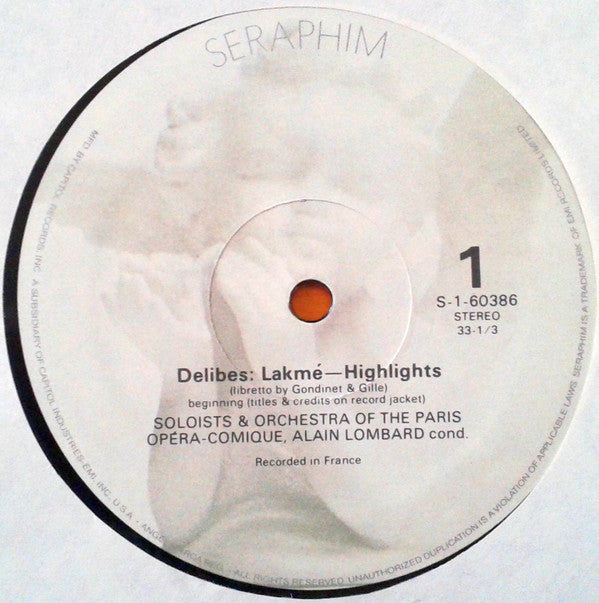 SERAPHIM
1
S-1-60386
STEREO
33-1/3
Delibes: Lakmé—Highlights
(libretto by Gondinet & Gille)
beginning (titles & credits on record jacket)
SOLOISTS & ORCHESTRA OF THE PARIS
OPÉRA-COMIQUE, ALAIN LOMBARD cond.
Recorded in France
MFD BY CAPITOL RECORDS, INC. A SUBSIDIARY OF CAPITOL INDUSTRIES-EMI, INC., U.S.A. • ALL RIGHTS RESERVED. UNAUTHORIZED DUPLICATION IS A VIOLATION OF APPLICABLE LAWS. SERAPHIM IS A TRADEMARK OF EMI RECORDS LIMITED